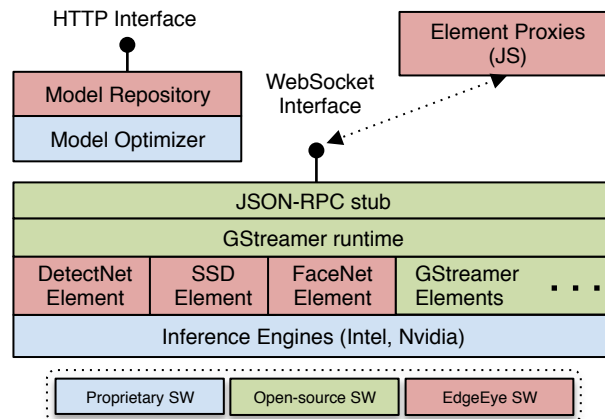 HTTP Interface
Element Proxies
(JS)
WebSocket
Interface
Model Repository
Model Optimizer
JSON-RPC stub
GStreamer runtime
DetectNet
Element
SSD
Element
FaceNet
Element
GStreamer
Elements
. . .
Inference Engines (Intel, Nvidia)
Proprietary SW
Open-source SW
EdgeEye SW